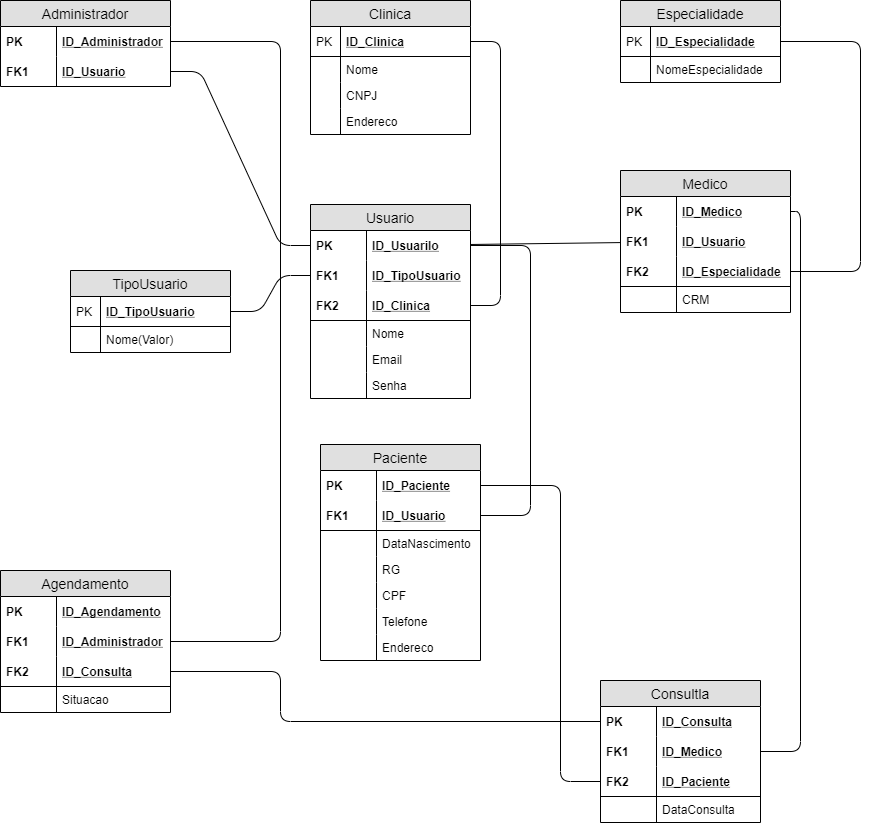 Administrador
PK ID_Administrador
FK1 ID_Usuario
Clinica
PK ID_Clinica
Nome
CNPJ
Endereco
Especialidade
PK ID_Especialidade
NomeEspecialidade
Medico
PK ID_Medico
FK1 ID_Usuario
FK2 ID_Especialidade
CRM
Usuario
PK ID_Usuarilo
FK1 ID_TipoUsuario
FK2 ID_Clinica
Nome
Email
Senha
TipoUsuario
PK ID_TipoUsuario
Nome(Valor)
Paciente
PK ID_Paciente
FK1 ID_Usuario
DataNascimento
RG
CPF
Telefone
Endereco
Agendamento
PK ID_Agendamento
FK1 ID_Administrador
FK2 ID_Consulta
Situacao
Consultla
PK ID_Consulta
FK1 ID_Medico
FK2 ID_Paciente
DataConsulta